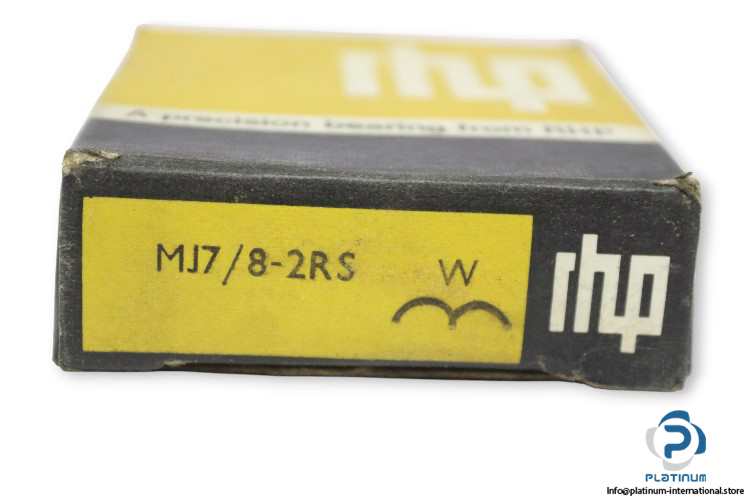 rhp
A precision bearing from RHP
MJ7/8-2RS W
rhp
PLATINUM
Info@platinum-international.store